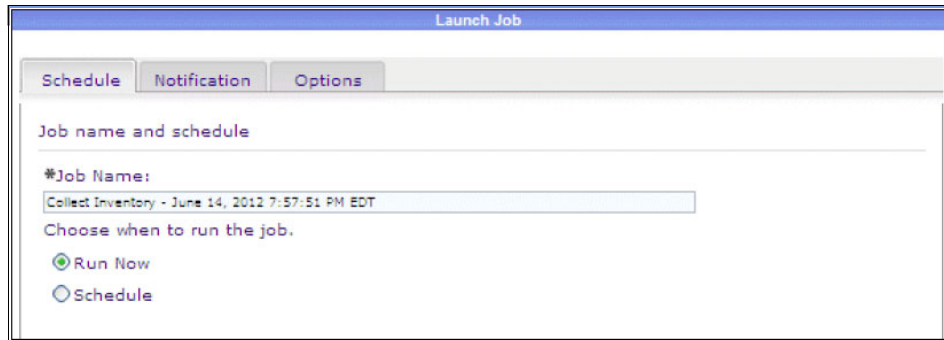 Launch Job
Schedule Notification Options
Job name and schedule
*Job Name:
Collect Inventory - June 14, 2012 7:57:51 PM EDT
Choose when to run the job.
Run Now
Schedule